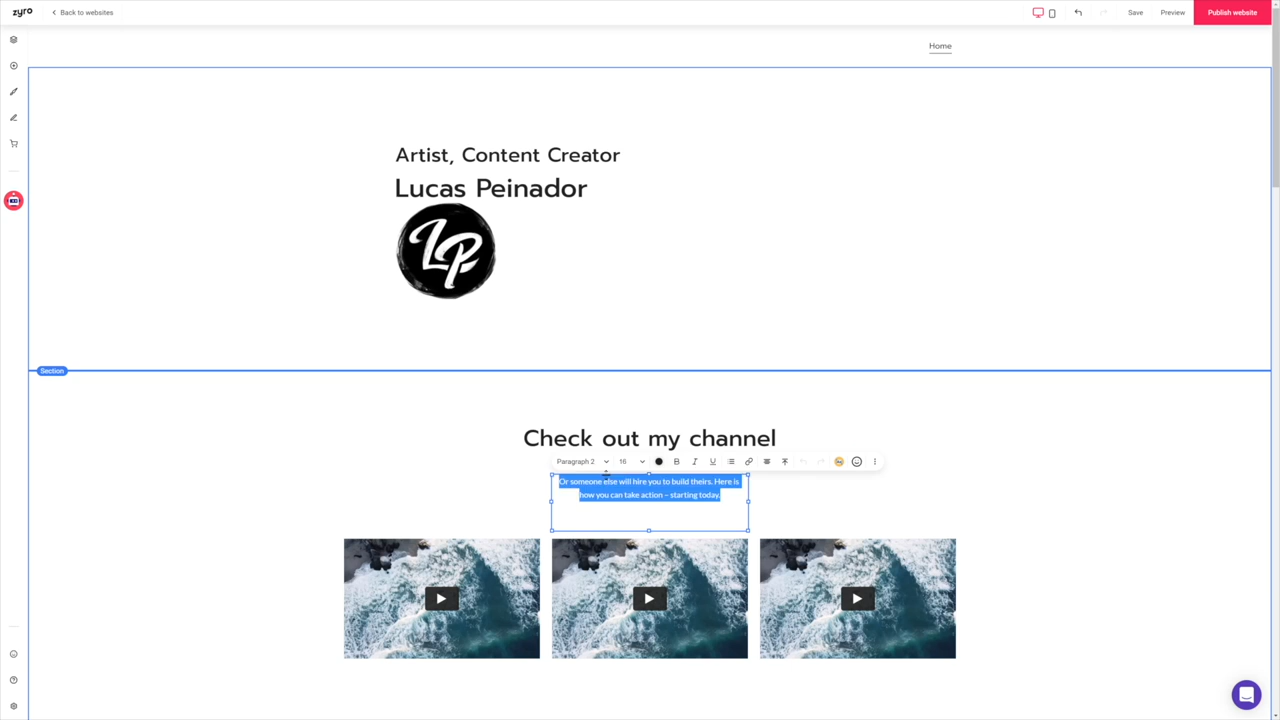 zyro
Back to websites
Save
Preview
Publish website
Home
Artist, Content Creator
Lucas Peinador
LP
Section
Check out my channel
Paragraph 2
16
B
I
U
Or someone else will hire you to build theirs. Here is
how you can take action – starting today.